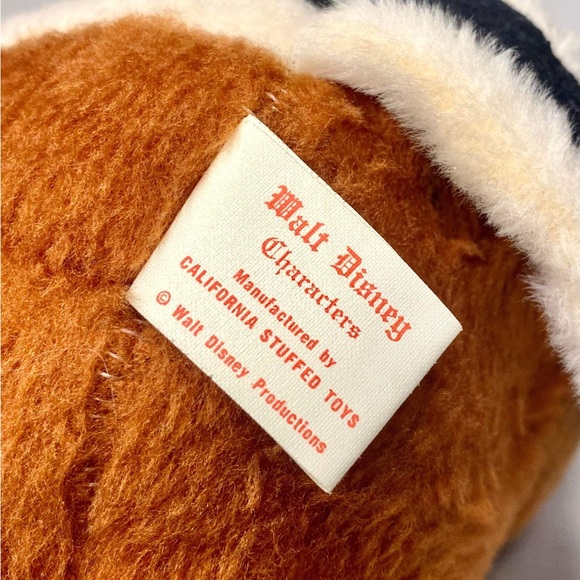 Walt Disney
Characters
Manufactured by
CALIFORNIA STUFFED TOYS
© Walt Disney Productions